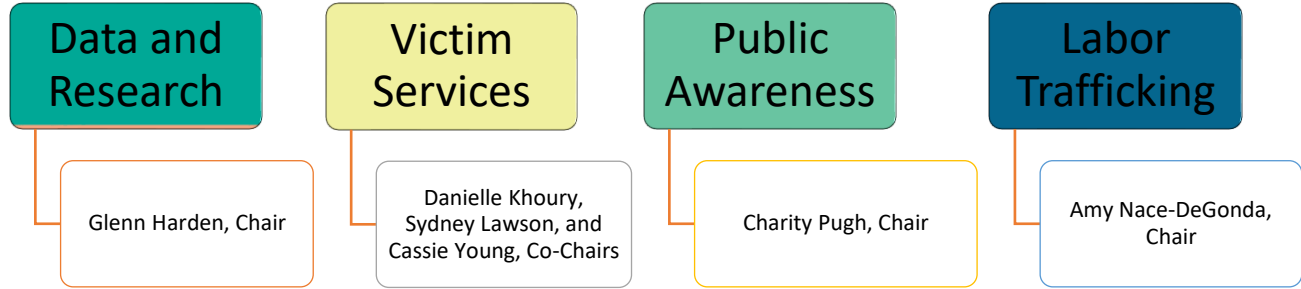 Data and
Research
Glenn Harden, Chair
Victim
Services
Danielle Khoury,
Sydney Lawson, and
Cassie Young, Co-Chairs
Public
Awareness
Charity Pugh, Chair
Labor
Trafficking
Amy Nace-DeGonda,
Chair